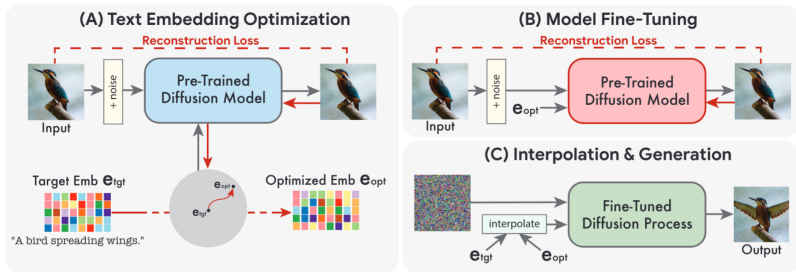 (A) Text Embedding Optimization
Reconstruction Loss
Input
+ noise
Pre-Trained
Diffusion Model
Target Emb e_tgt
Optimized Emb e_opt
e_opt
e_tgt
"A bird spreading wings."
(B) Model Fine-Tuning
Reconstruction Loss
Input
+ noise
e_opt
Pre-Trained
Diffusion Model
(C) Interpolation & Generation
interpolate
e_tgt
e_opt
Fine-Tuned
Diffusion Process
Output